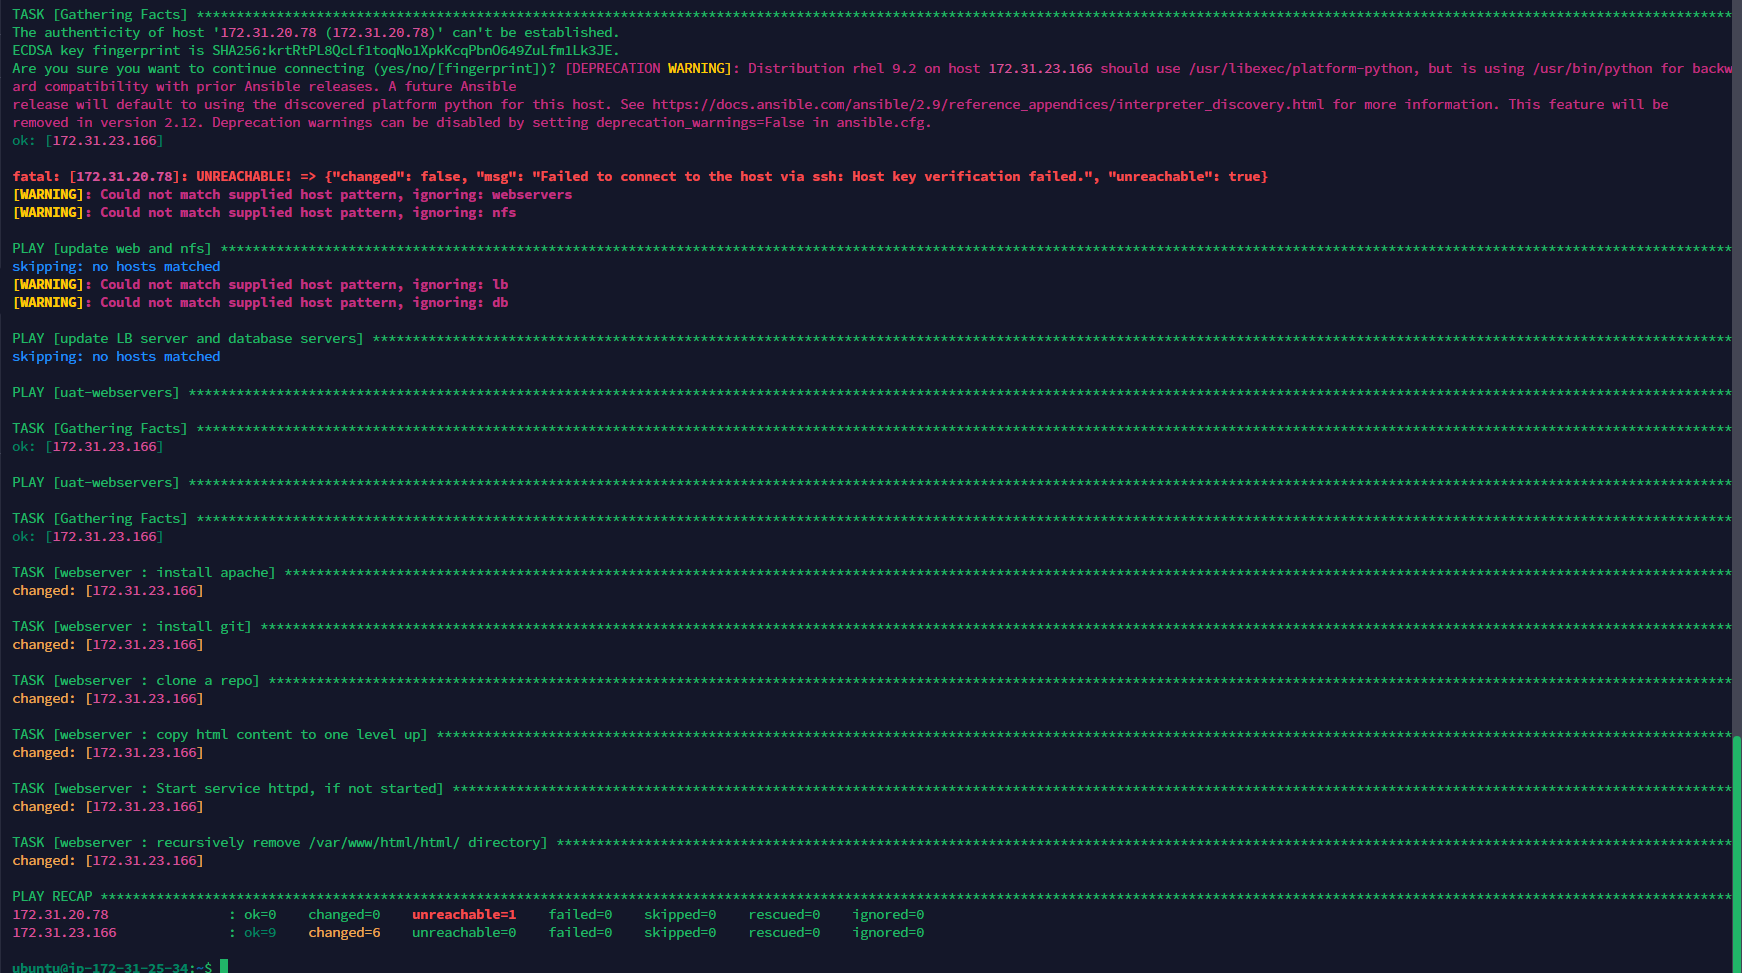 TASK [Gathering Facts] ************************************************************************************************************************************************************************************************
The authenticity of host '172.31.20.78 (172.31.20.78)' can't be established.
ECDSA key fingerprint is SHA256:krtRtPL8QcLf1toqNo1XpkKcqPbnO649ZuLfm1Lk3JE.
Are you sure you want to continue connecting (yes/no/[fingerprint])? [DEPRECATION WARNING]: Distribution rhel 9.2 on host 172.31.23.166 should use /usr/libexec/platform-python, but is using /usr/bin/python for backw
ard compatibility with prior Ansible releases. A future Ansible
release will default to using the discovered platform python for this host. See https://docs.ansible.com/ansible/2.9/reference_appendices/interpreter_discovery.html for more information. This feature will be
removed in version 2.12. Deprecation warnings can be disabled by setting deprecation_warnings=False in ansible.cfg.
ok: [172.31.23.166]
fatal: [172.31.20.78]: UNREACHABLE! => {"changed": false, "msg": "Failed to connect to the host via ssh: Host key verification failed.", "unreachable": true}
[WARNING]: Could not match supplied host pattern, ignoring: webservers
[WARNING]: Could not match supplied host pattern, ignoring: nfs
PLAY [update web and nfs] *********************************************************************************************************************************************************************************************
skipping: no hosts matched
[WARNING]: Could not match supplied host pattern, ignoring: lb
[WARNING]: Could not match supplied host pattern, ignoring: db
PLAY [update LB server and database servers] **************************************************************************************************************************************************************************
skipping: no hosts matched
PLAY [uat-webservers] *************************************************************************************************************************************************************************************************
TASK [Gathering Facts] ************************************************************************************************************************************************************************************************
ok: [172.31.23.166]
PLAY [uat-webservers] *************************************************************************************************************************************************************************************************
TASK [Gathering Facts] ************************************************************************************************************************************************************************************************
ok: [172.31.23.166]
TASK [webserver : install apache] *************************************************************************************************************************************************************************************
changed: [172.31.23.166]
TASK [webserver : install git] ****************************************************************************************************************************************************************************************
changed: [172.31.23.166]
TASK [webserver : clone a repo] ***************************************************************************************************************************************************************************************
changed: [172.31.23.166]
TASK [webserver : copy html content to one level up] ******************************************************************************************************************************************************************
changed: [172.31.23.166]
TASK [webserver : Start service httpd, if not started] ****************************************************************************************************************************************************************
changed: [172.31.23.166]
TASK [webserver : recursively remove /var/www/html/html/ directory] ***************************************************************************************************************************************************
changed: [172.31.23.166]
PLAY RECAP ************************************************************************************************************************************************************************************************************
172.31.20.78               : ok=0    changed=0    unreachable=1    failed=0    skipped=0    rescued=0    ignored=0
172.31.23.166              : ok=9    changed=6    unreachable=0    failed=0    skipped=0    rescued=0    ignored=0
ubuntu@ip-172-31-25-34:~$